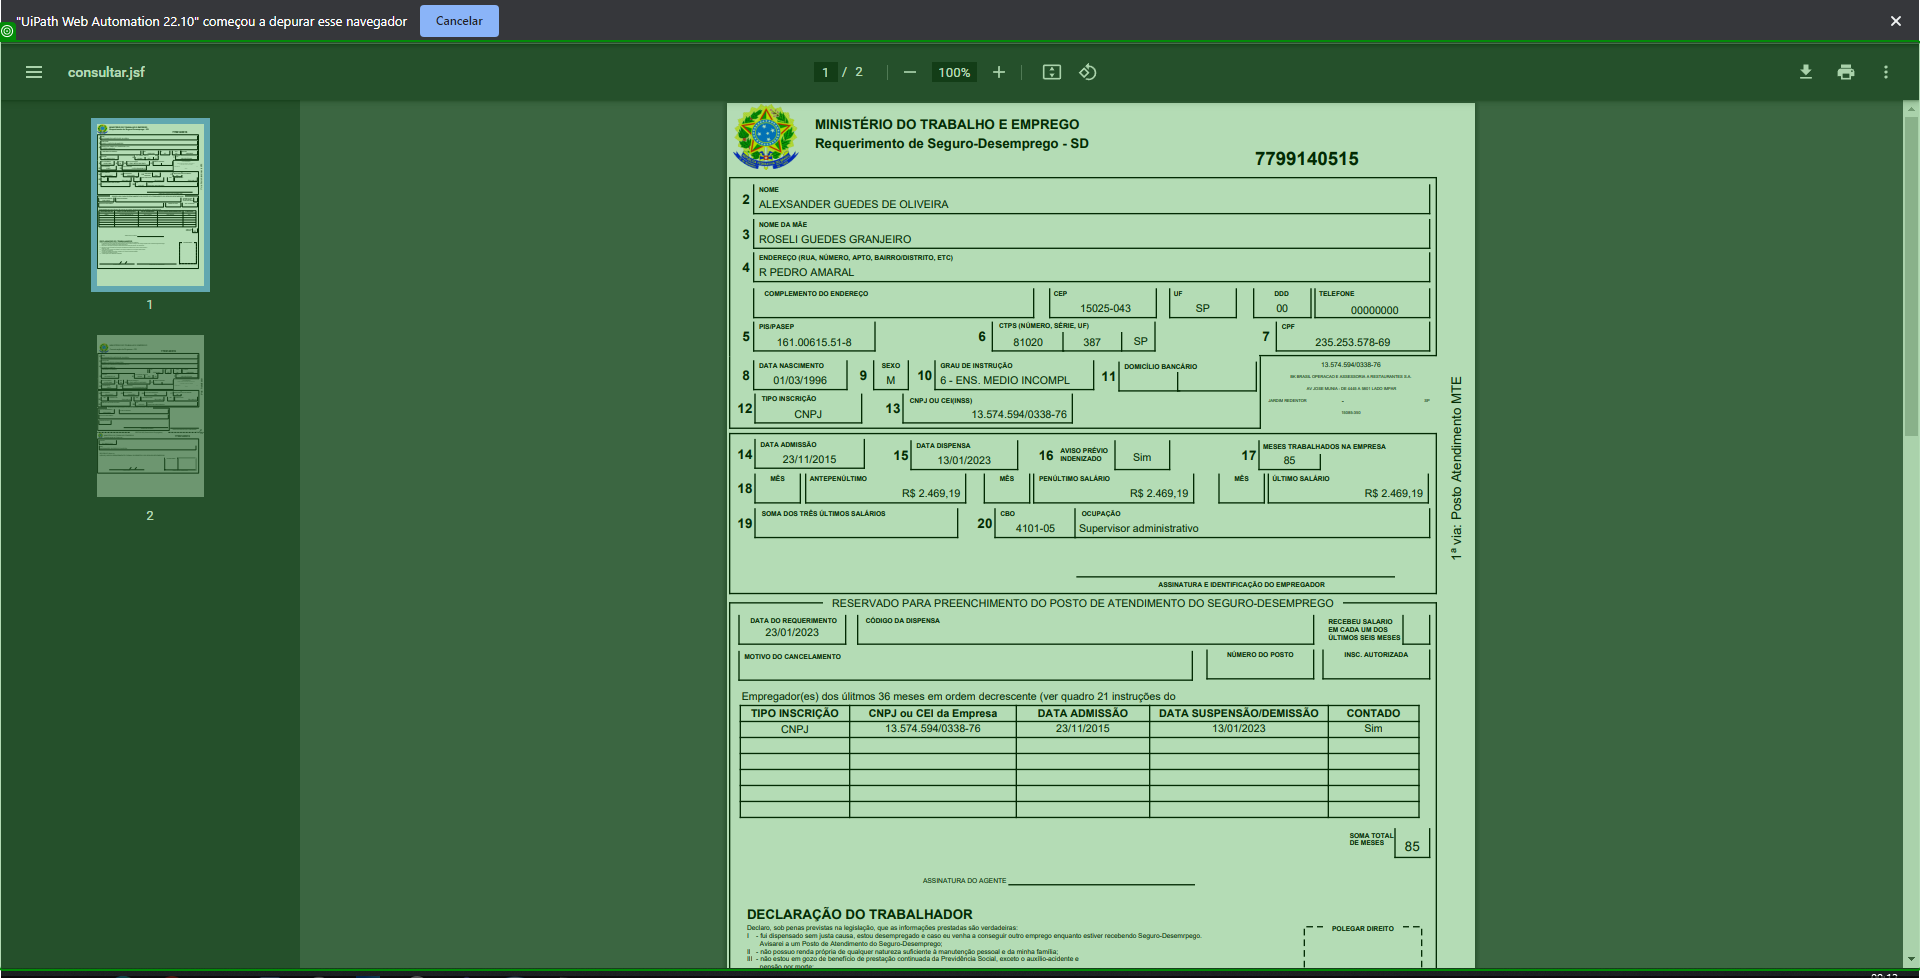 "UiPath Web Automation 22.10" começou a depurar esse navegador
Cancelar
consultar.jsf
1 / 2
100%
1
2
MINISTÉRIO DO TRABALHO E EMPREGO
Requerimento de Seguro-Desemprego - SD
7799140515
2 NOME
ALEXSANDER GUEDES DE OLIVEIRA
3 NOME DA MÃE
ROSELI GUEDES GRANJEIRO
4 ENDEREÇO (RUA, NÚMERO, APTO, BAIRRO/DISTRITO, ETC)
R PEDRO AMARAL
COMPLEMENTO DO ENDEREÇO CEP UF DDD TELEFONE
15025-043 SP 00 00000000
5 PIS/PASEP 6 CTPS (NÚMERO, SÉRIE, UF) 7 CPF
161.00615.51-8 81020 387 SP 235.253.578-69
8 DATA NASCIMENTO 9 SEXO 10 GRAU DE INSTRUÇÃO 11 DOMICÍLIO BANCÁRIO
01/03/1996 M 6 - ENS. MEDIO INCOMPL
13.574.594/0338-76
BK BRASIL OPERACAO E ASSESSORIA A RESTAURANTES S.A.
JARDIM REDENTOR - SP
12 TIPO INSCRIÇÃO 13 CNPJ OU CEI(INSS)
CNPJ 13.574.594/0338-76
1ª via: Posto Atendimento MTE
14 DATA ADMISSÃO 15 DATA DISPENSA 16 AVISO PRÉVIO INDENIZADO 17 MESES TRABALHADOS NA EMPRESA
23/11/2015 13/01/2023 Sim 85
18 MÊS ANTEPENÚLTIMO MÊS PENÚLTIMO SALÁRIO MÊS ÚLTIMO SALÁRIO
R$ 2.469,19 R$ 2.469,19 R$ 2.469,19
19 SOMA DOS TRÊS ÚLTIMOS SALÁRIOS 20 CBO OCUPAÇÃO
4101-05 Supervisor administrativo
ASSINATURA E IDENTIFICAÇÃO DO EMPREGADOR
RESERVADO PARA PREENCHIMENTO DO POSTO DE ATENDIMENTO DO SEGURO-DESEMPREGO
DATA DO REQUERIMENTO CÓDIGO DA DISPENSA RECEBEU SALARIO EM CADA UM DOS ÚLTIMOS SEIS MESES
23/01/2023
MOTIVO DO CANCELAMENTO NÚMERO DO POSTO INSC. AUTORIZADA
Empregador(es) dos úlitmos 36 meses em ordem decrescente (ver quadro 21 instruções do
TIPO INSCRIÇÃO CNPJ ou CEI da Empresa DATA ADMISSÃO DATA SUSPENSÃO/DEMISSÃO CONTADO
CNPJ 13.574.594/0338-76 23/11/2015 13/01/2023 Sim
SOMA TOTAL DE MESES 85
ASSINATURA DO AGENTE
DECLARAÇÃO DO TRABALHADOR
POLEGAR DIREITO
Declaro, sob penas previstas na legislação, que as informações prestadas são verdadeiras:
I - fui dispensado sem justa causa, estou desempregado e caso eu venha a conseguir outro emprego enquanto estiver recebendo Seguro-Desemrpego.
Avisarei a um Posto de Atendimento do Seguro-Desemprego;
II - não possuo renda própria de qualquer natureza suficiente à manutenção pessoal e da minha família;
III - não estou em gozo de benefício de prestação continuada da Previdência Social, exceto o auxílio-acidente e